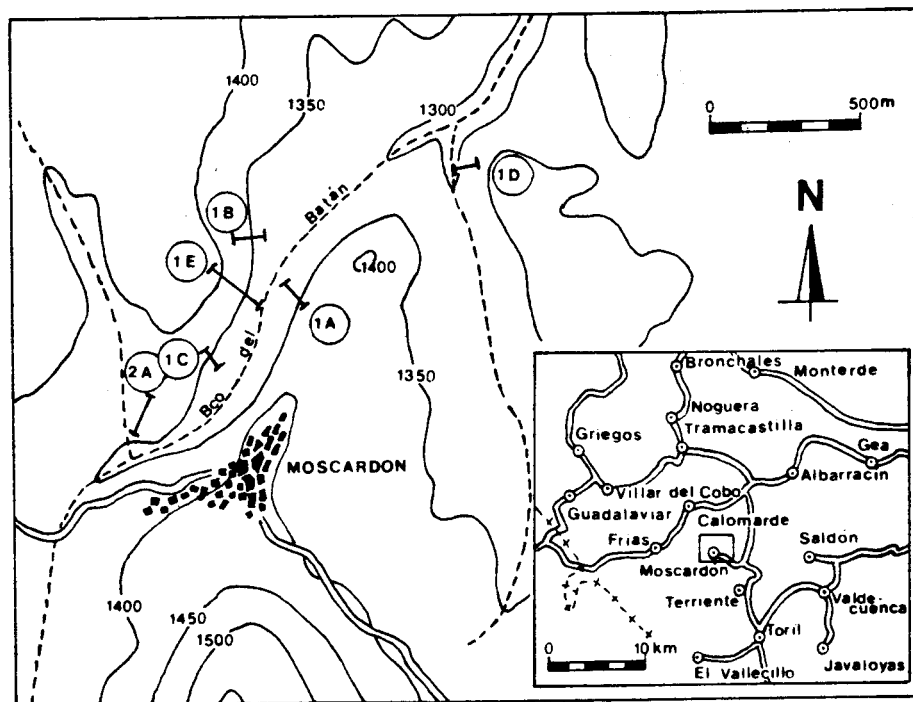 1400
1350
1300
0 500m
1D
1B
Batán
N
1E
1400
1A
del
1C
2A
1350
Bco
MOSCARDON
1400
1450
1500
Bronchales
Monterde
Noguera
Tramacastilla
Griegos
Gea
Albarracin
Villar del Cobo
Guadalaviar
Calomarde
Frias
Saldón
Moscardón
Terriente
Valde-
cuenca
Toril
0 10 km
El Vallecillo
Javaloyas